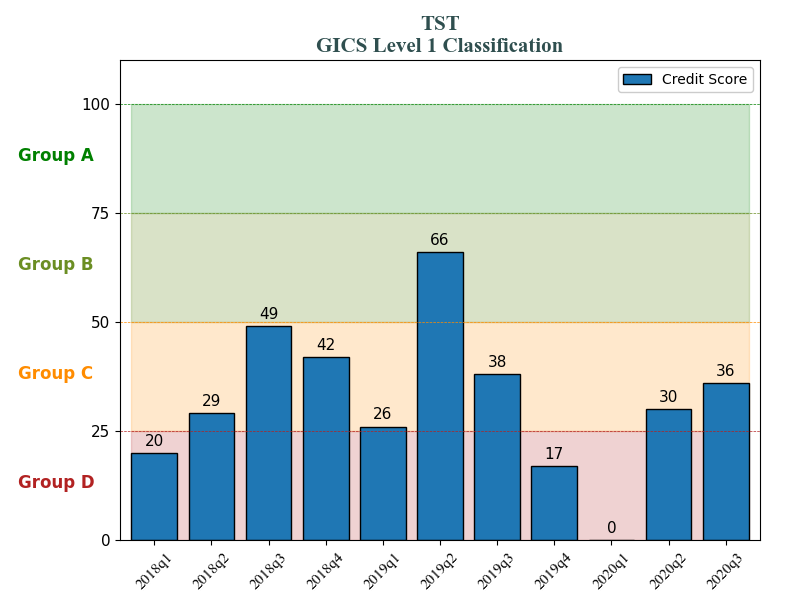 TST
GICS Level 1 Classification
Credit Score
100
Group A
75
Group B
66
50
49
42
Group C
38
36
29
30
26
25
20
17
Group D
0
0
2018q1 2018q2 2018q3 2018q4 2019q1 2019q2 2019q3 2019q4 2020q1 2020q2 2020q3